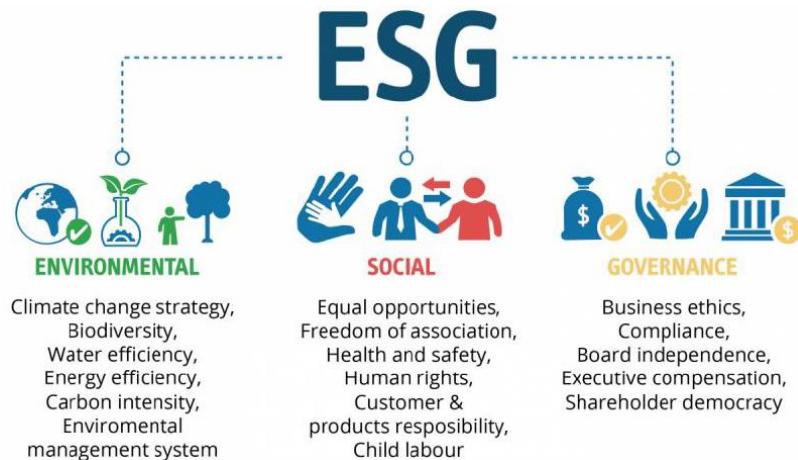 ESG
ENVIRONMENTAL
Climate change strategy,
Biodiversity,
Water efficiency,
Energy efficiency,
Carbon intensity,
Enviromental
management system
SOCIAL
Equal opportunities,
Freedom of association,
Health and safety,
Human rights,
Customer &
products resposibility,
Child labour
$
$
GOVERNANCE
Business ethics,
Compliance,
Board independence,
Executive compensation,
Shareholder democracy